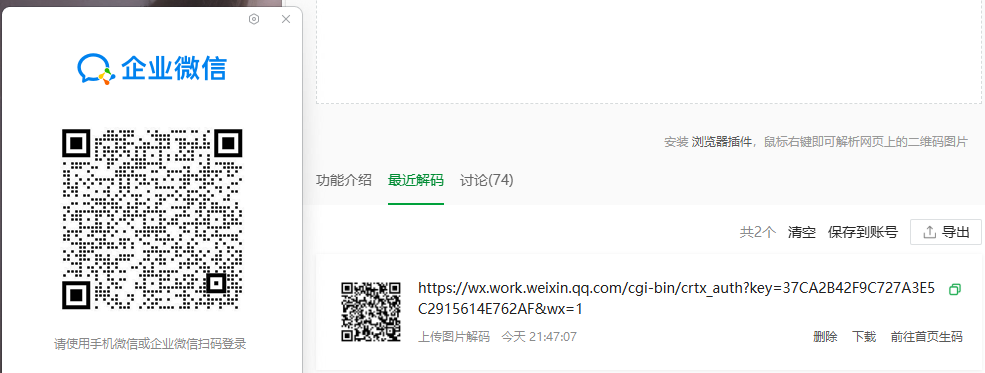 企业微信
请使用手机微信或企业微信扫码登录
安装 浏览器插件，鼠标右键即可解析网页上的二维码图片
功能介绍 最近解码 讨论(74)
共2个 清空 保存到账号 导出
https://wx.work.weixin.qq.com/cgi-bin/crtx_auth?key=37CA2B42F9C727A3E5
C2915614E762AF&wx=1
上传图片解码 今天 21:47:07 删除 下载 前往首页生码